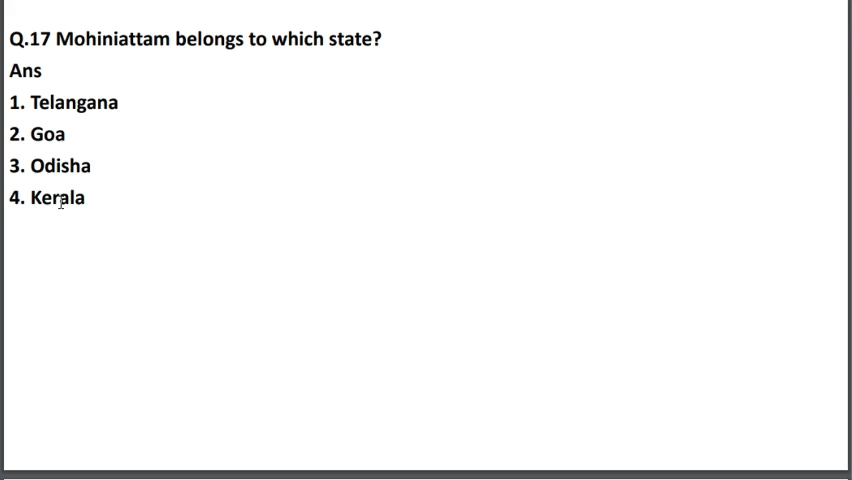 Q.17 Mohiniattam belongs to which state?
Ans
1. Telangana
2. Goa
3. Odisha
4. Kerala